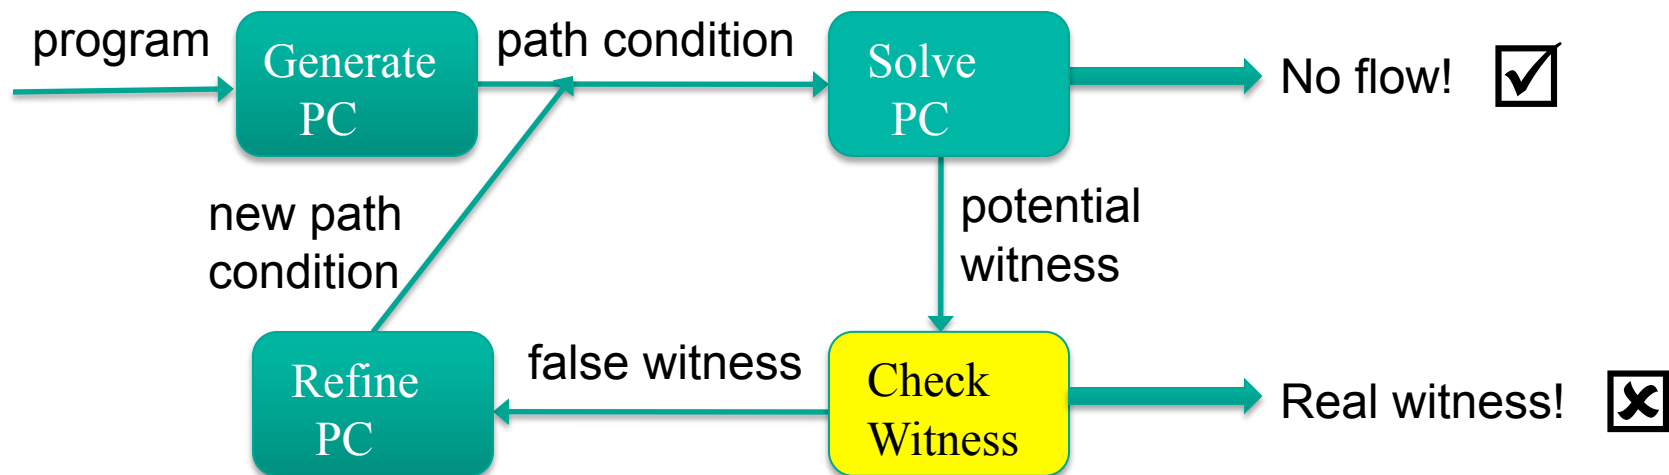 program
Generate
PC
path condition
Solve
PC
No flow!
new path
condition
potential
witness
Refine
PC
false witness
Check
Witness
Real witness!